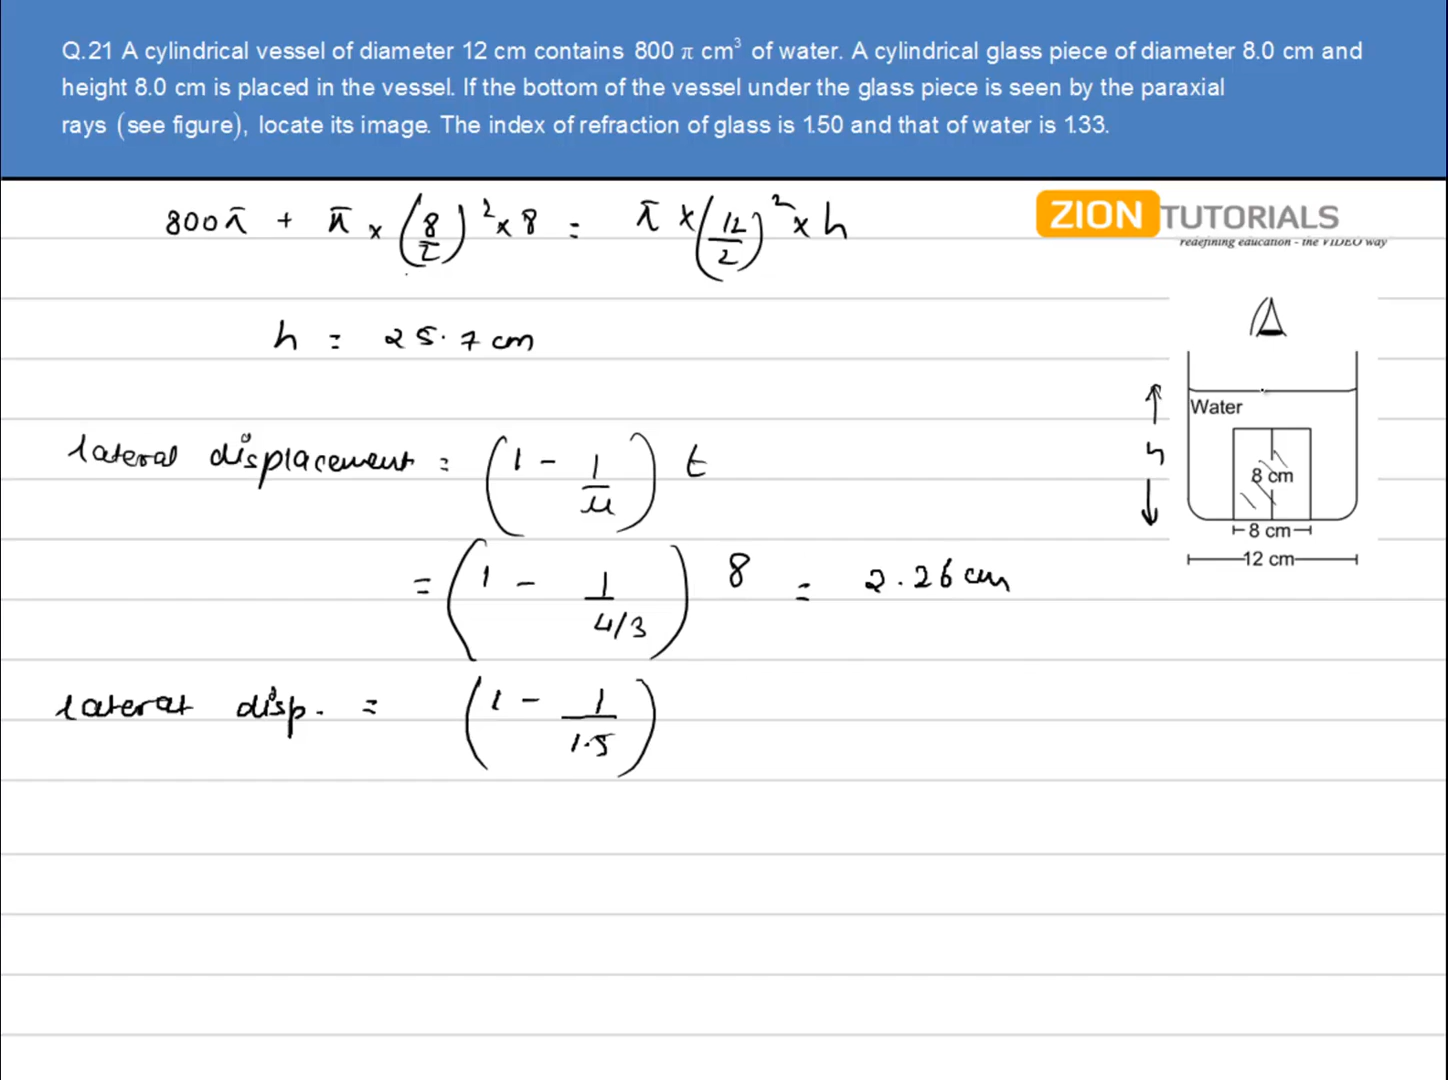 Q.21 A cylindrical vessel of diameter 12 cm contains 800 π cm³ of water. A cylindrical glass piece of diameter 8.0 cm and
height 8.0 cm is placed in the vessel. If the bottom of the vessel under the glass piece is seen by the paraxial
rays (see figure), locate its image. The index of refraction of glass is 1.50 and that of water is 1.33.
800π + π × (8/2)² × 8 = π × (12/2)² × h
ZION TUTORIALS
redefining education - the VIDEO way
h = 25.7 cm
Water
h
8 cm
8 cm
12 cm
lateral displacement = (1 - 1/μ) t
= (1 - 1/4/3) 8 = 2.26 cm
lateral disp. = (1 - 1/1.5)